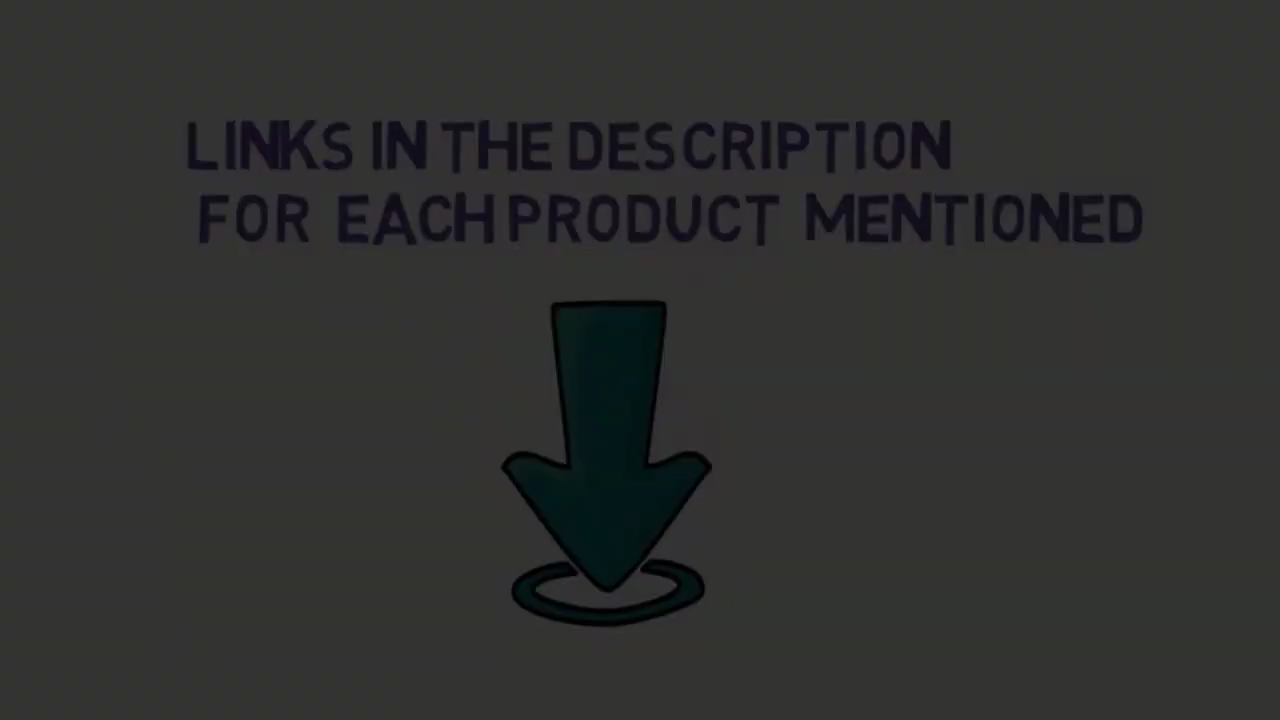 LINKS IN THE DESCRIPTION
FOR EACH PRODUCT MENTIONED